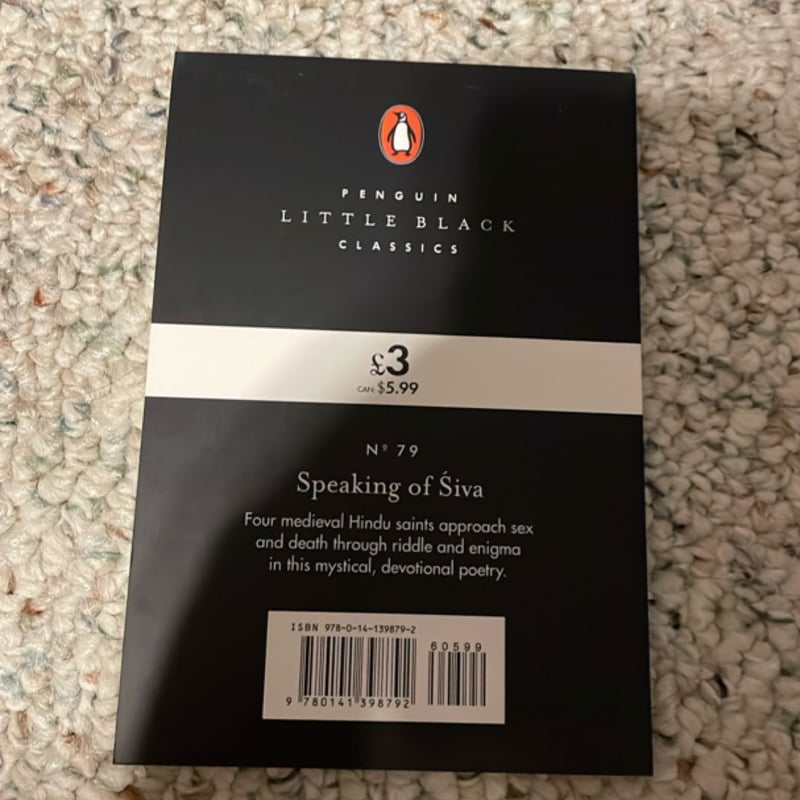 PENGUIN
LITTLE BLACK
CLASSICS
£3
CAN $5.99
Nº 79
Speaking of Śiva
Four medieval Hindu saints approach sex
and death through riddle and enigma
in this mystical, devotional poetry.
ISBN 978-0-14-139879-2
60599
9 780141 398792